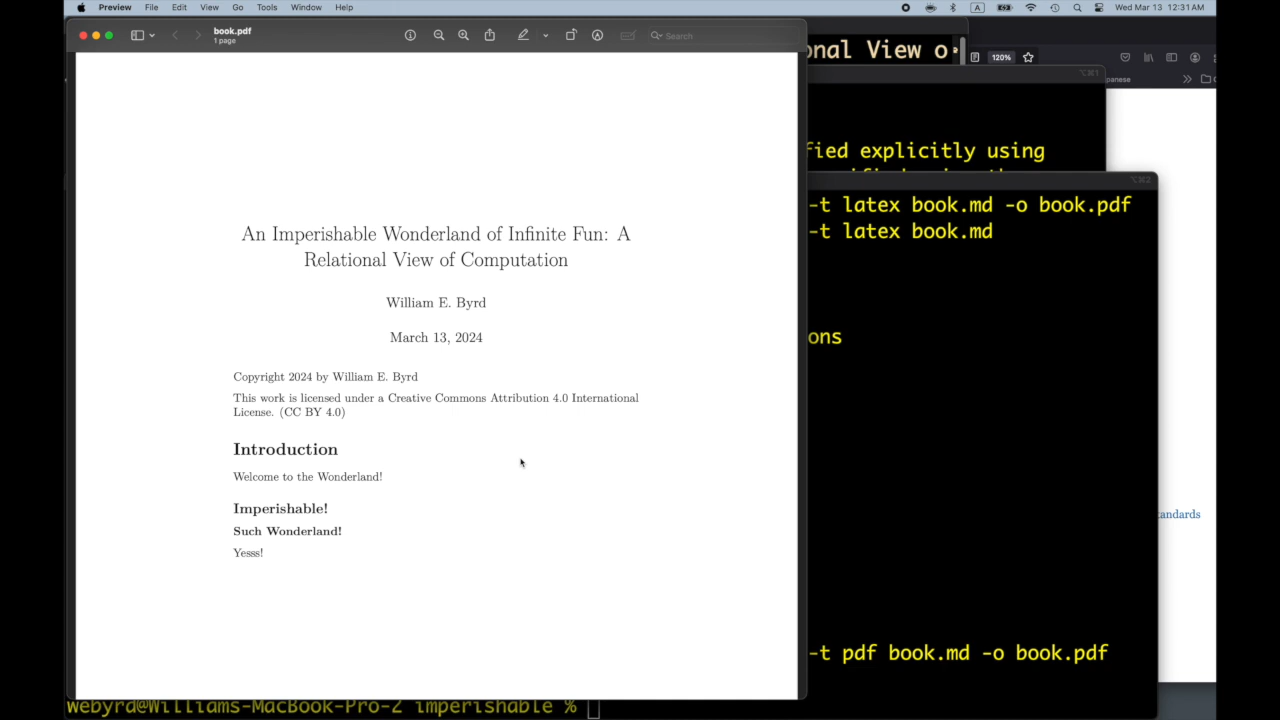 Preview File Edit View Go Tools Window Help
A
Wed Mar 13 12:31 AM
book.pdf
1 page
Search
onal View o
120%
⌥⌘1
panese
fied explicitly using
⌥⌘2
-t latex book.md -o book.pdf
-t latex book.md
An Imperishable Wonderland of Infinite Fun: A
Relational View of Computation
William E. Byrd
ons
March 13, 2024
Copyright 2024 by William E. Byrd
This work is licensed under a Creative Commons Attribution 4.0 International
License. (CC BY 4.0)
Introduction
Welcome to the Wonderland!
Imperishable!
tandards
Such Wonderland!
Yesss!
-t pdf book.md -o book.pdf
webyrd@Williams-MacBook-Pro-2 imperishable %